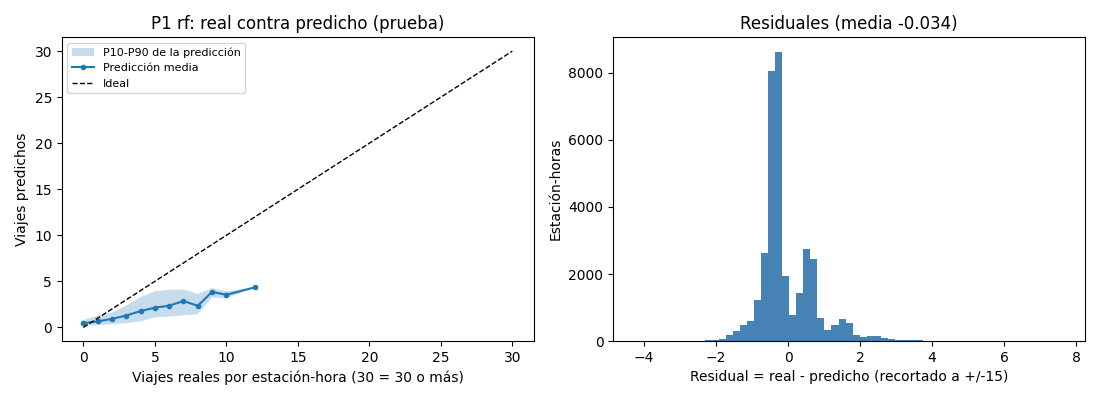 P1 rf: real contra predicho (prueba)
P10-P90 de la predicción
Predicción media
Ideal
Viajes predichos
30
25
20
15
10
5
0
0 5 10 15 20 25 30
Viajes reales por estación-hora (30 = 30 o más)
Residuales (media -0.034)
Estación-horas
8000
6000
4000
2000
0
−4 −2 0 2 4 6 8
Residual = real - predicho (recortado a +/-15)